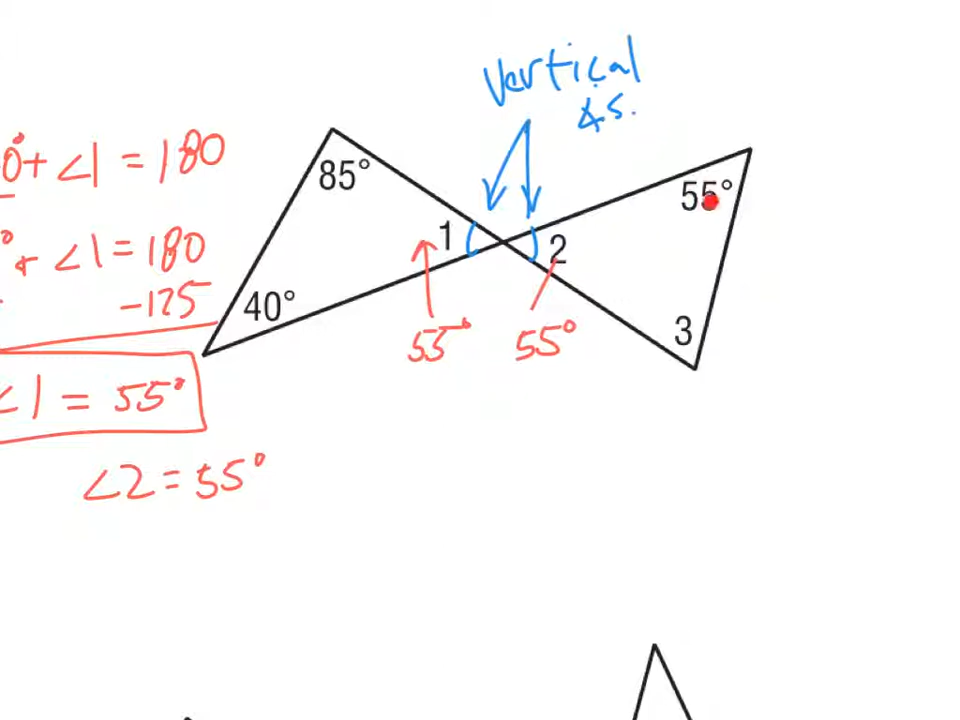 vertical
∠s.
0° + ∠1 = 180
85°
55°
1
2
° + ∠1 = 180
-125
40°
3
55°
55°
∠1 = 55°
∠2 = 55°